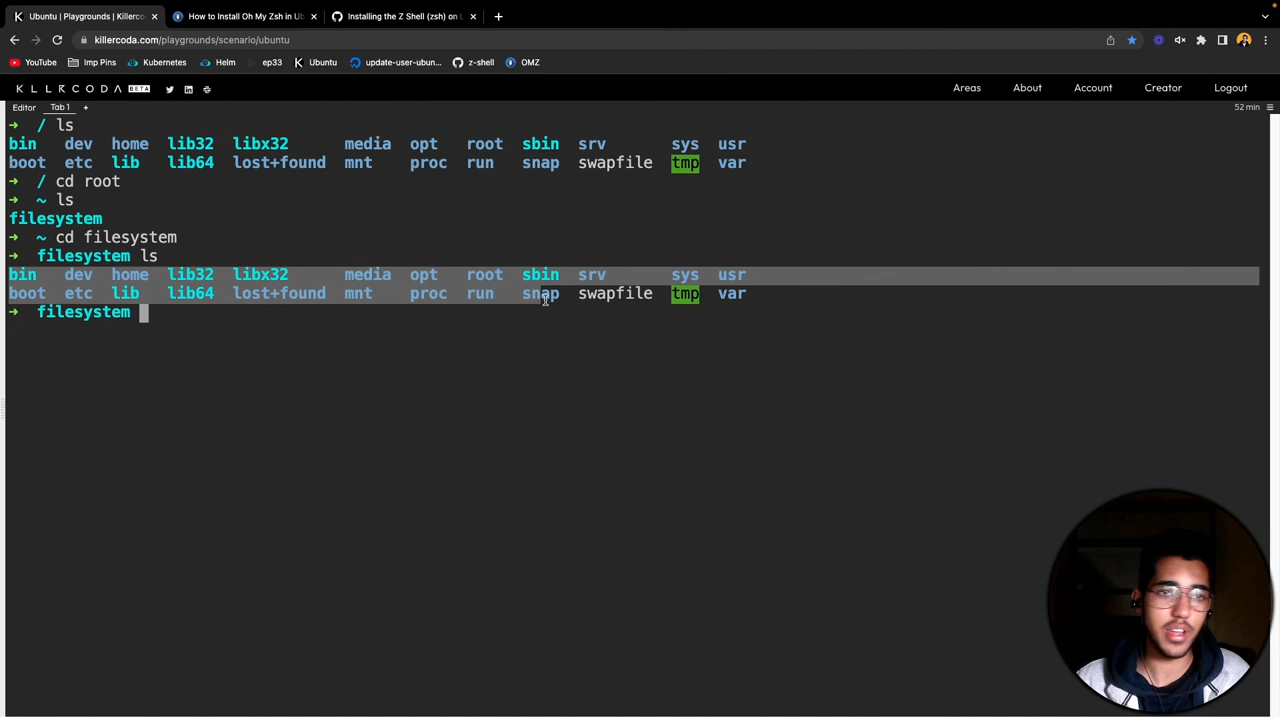 Ubuntu | Playgrounds | Killerco
How to Install Oh My Zsh in Ub
Installing the Z Shell (zsh) on L
killercoda.com/playgrounds/scenario/ubuntu
YouTube Imp Pins Kubernetes Helm ep33 Ubuntu update-user-ubun... z-shell OMZ
KLLRCODA BETA Areas About Account Creator Logout
Editor Tab 1 + 52 min
➜ / ls
bin dev home lib32 libx32 media opt root sbin srv sys usr
boot etc lib lib64 lost+found mnt proc run snap swapfile tmp var
➜ / cd root
➜ ~ ls
filesystem
➜ ~ cd filesystem
➜ filesystem ls
bin dev home lib32 libx32 media opt root sbin srv sys usr
boot etc lib lib64 lost+found mnt proc run snap swapfile tmp var
➜ filesystem